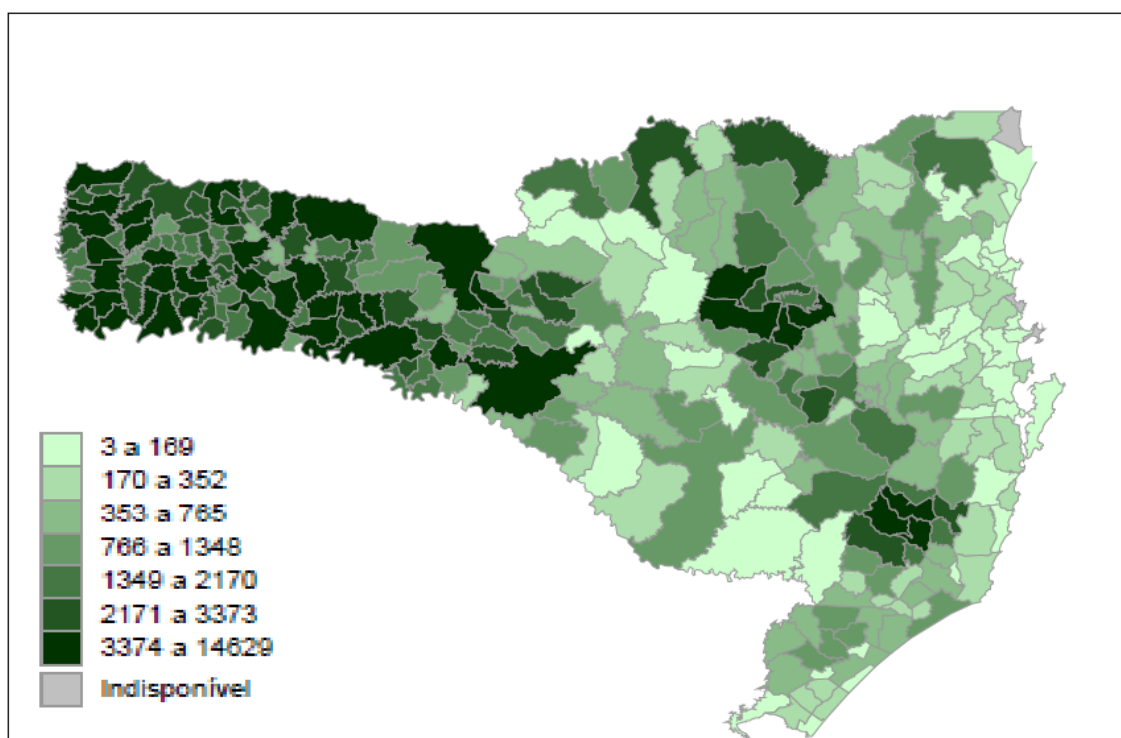 3 a 169
170 a 352
353 a 765
766 a 1348
1349 a 2170
2171 a 3373
3374 a 14629
Indisponível